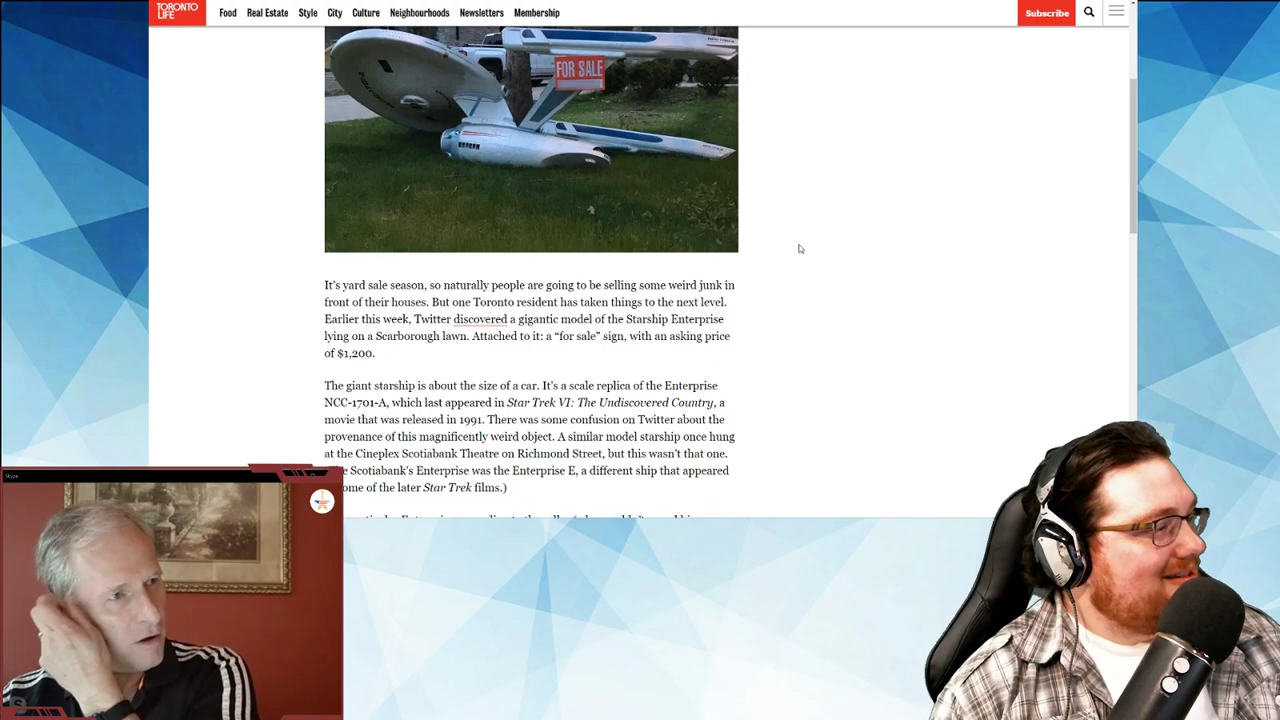 TORONTO
LIFE
Food Real Estate Style City Culture Neighbourhoods Newsletters Membership
Subscribe
FOR SALE
It's yard sale season, so naturally people are going to be selling some weird junk in
front of their houses. But one Toronto resident has taken things to the next level.
Earlier this week, Twitter discovered a gigantic model of the Starship Enterprise
lying on a Scarborough lawn. Attached to it: a “for sale” sign, with an asking price
of $1,200.
The giant starship is about the size of a car. It's a scale replica of the Enterprise
NCC-1701-A, which last appeared in Star Trek VI: The Undiscovered Country, a
movie that was released in 1991. There was some confusion on Twitter about the
provenance of this magnificently weird object. A similar model starship once hung
at the Cineplex Scotiabank Theatre on Richmond Street, but this wasn't that one.
Scotiabank's Enterprise was the Enterprise E, a different ship that appeared
some of the later Star Trek films.)
Skype